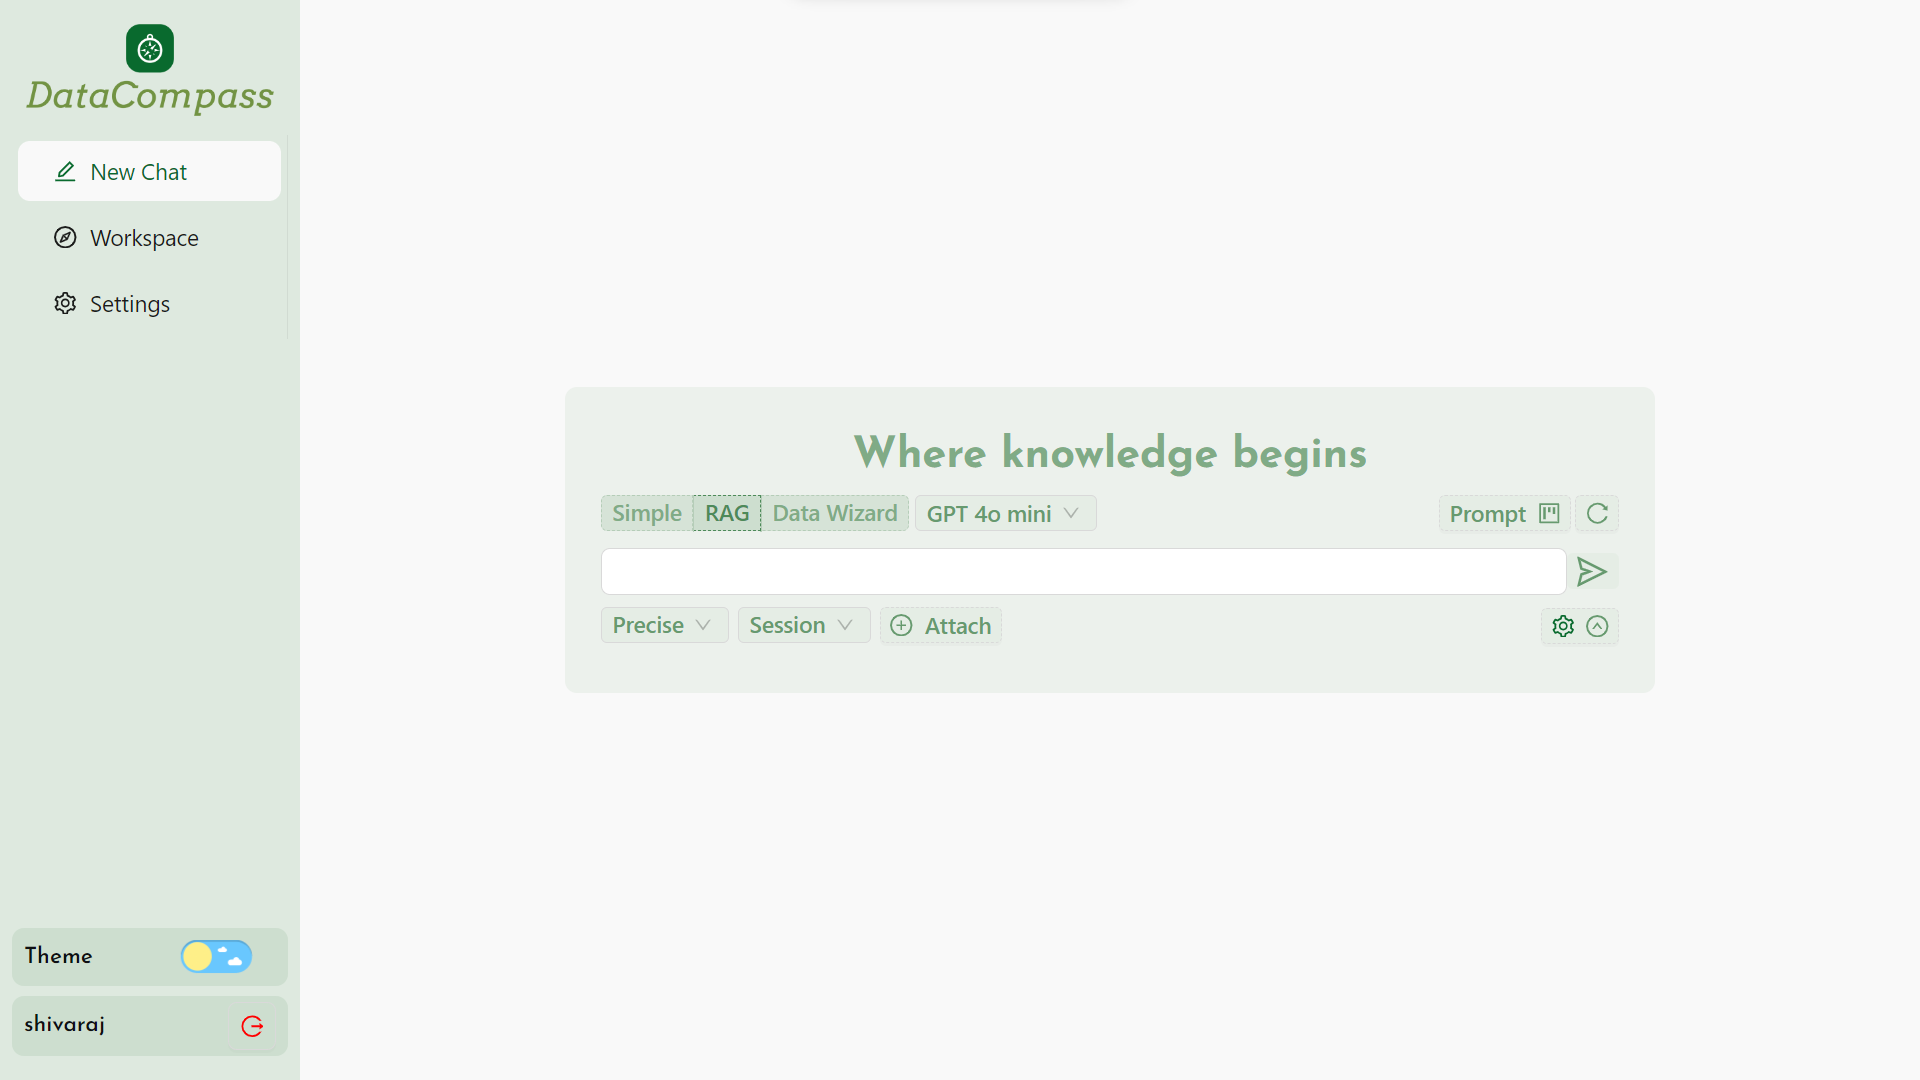 DataCompass
New Chat
Workspace
Settings
Where knowledge begins
Simple RAG Data Wizard GPT 4o mini Prompt
Precise Session Attach
Theme
shivaraj